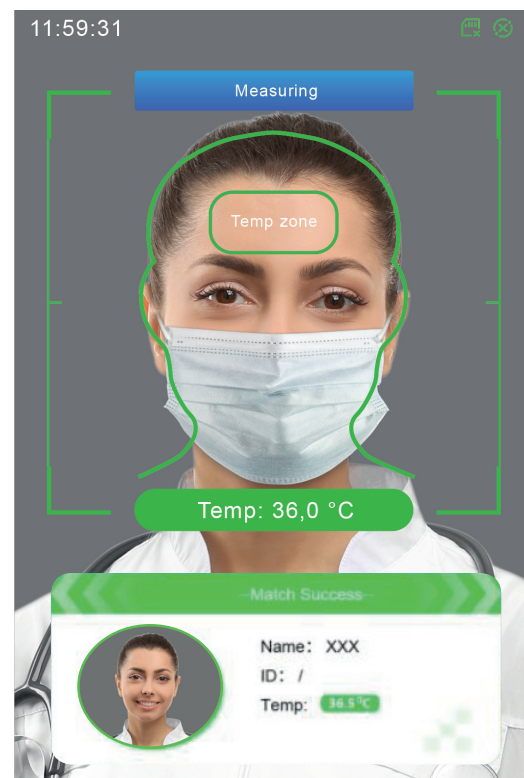 11:59:31
Measuring
Temp zone
Temp: 36,0 °C
--Match Success--
Name: XXX
ID: /
Temp: 36.5°C